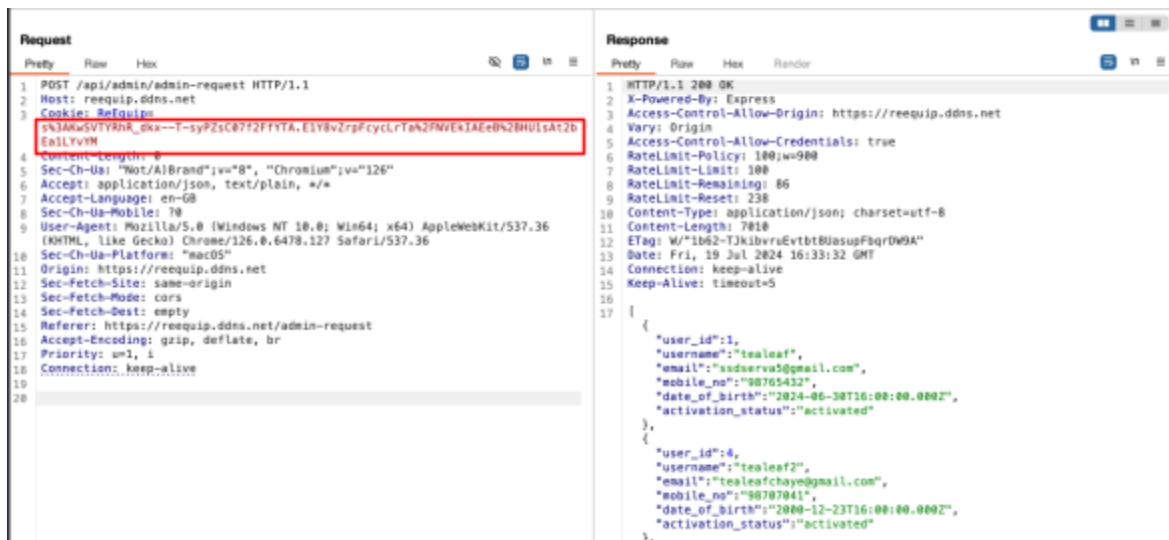 Request
Pretty Raw Hex
1 POST /api/admin/admin-request HTTP/1.1
2 Host: reequip.ddns.net
3 Cookie: ReEquip=
4 Content-Length: 0
5 Sec-Ch-Ua: "Not/A)Brand";v="8", "Chromium";v="126"
6 Accept: application/json, text/plain, */*
7 Accept-Language: en-GB
8 Sec-Ch-Ua-Mobile: ?0
9 User-Agent: Mozilla/5.0 (Windows NT 10.0; Win64; x64) AppleWebKit/537.36
(KHTML, like Gecko) Chrome/126.0.6478.127 Safari/537.36
10 Sec-Ch-Ua-Platform: "macOS"
11 Origin: https://reequip.ddns.net
12 Sec-Fetch-Site: same-origin
13 Sec-Fetch-Mode: cors
14 Sec-Fetch-Dest: empty
15 Referer: https://reequip.ddns.net/admin-request
16 Accept-Encoding: gzip, deflate, br
17 Priority: u=1, i
18 Connection: keep-alive
19
20
Response
Pretty Raw Hex Render
1 HTTP/1.1 200 OK
2 X-Powered-By: Express
3 Access-Control-Allow-Origin: https://reequip.ddns.net
4 Vary: Origin
5 Access-Control-Allow-Credentials: true
6 RateLimit-Policy: 100;w=900
7 RateLimit-Limit: 100
8 RateLimit-Remaining: 86
9 RateLimit-Reset: 238
10 Content-Type: application/json; charset=utf-8
11 Content-Length: 7010
12 ETag:
13 Date: Fri, 19 Jul 2024 16:33:32 GMT
14 Connection: keep-alive
15 Keep-Alive: timeout=5
16
17 [
{
"user_id":1,
"username":"tealeaf",
"email":"ssdserva5@gmail.com",
"mobile_no":"98765432",
"date_of_birth":"2024-06-30T16:00:00.000Z",
"activation_status":"activated"
},
{
"user_id":4,
"username":"tealeaf2",
"email":"tealeafchaye@gmail.com",
"mobile_no":"98707041",
"date_of_birth":"2000-12-23T16:00:00.000Z",
"activation_status":"activated"
},